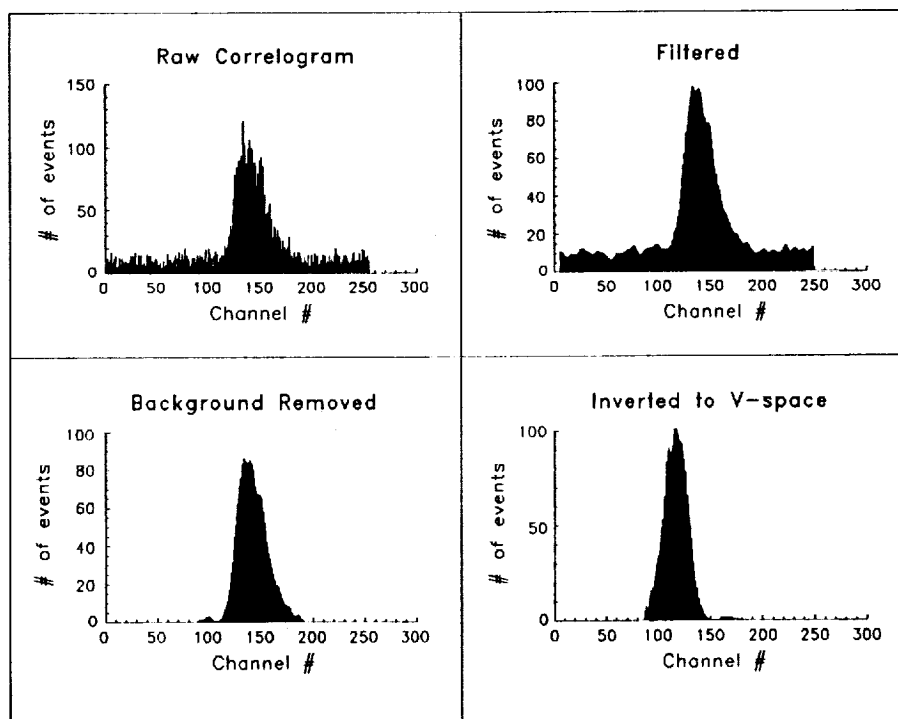 Raw Correlogram
150
100
50
0
# of events
0 50 100 150 200 250 300
Channel #
Filtered
100
80
60
40
20
0
# of events
0 50 100 150 200 250 300
Channel #
Background Removed
100
80
60
40
20
0
# of events
0 50 100 150 200 250 300
Channel #
Inverted to V-space
100
50
0
# of events
0 50 100 150 200 250 300
Channel #